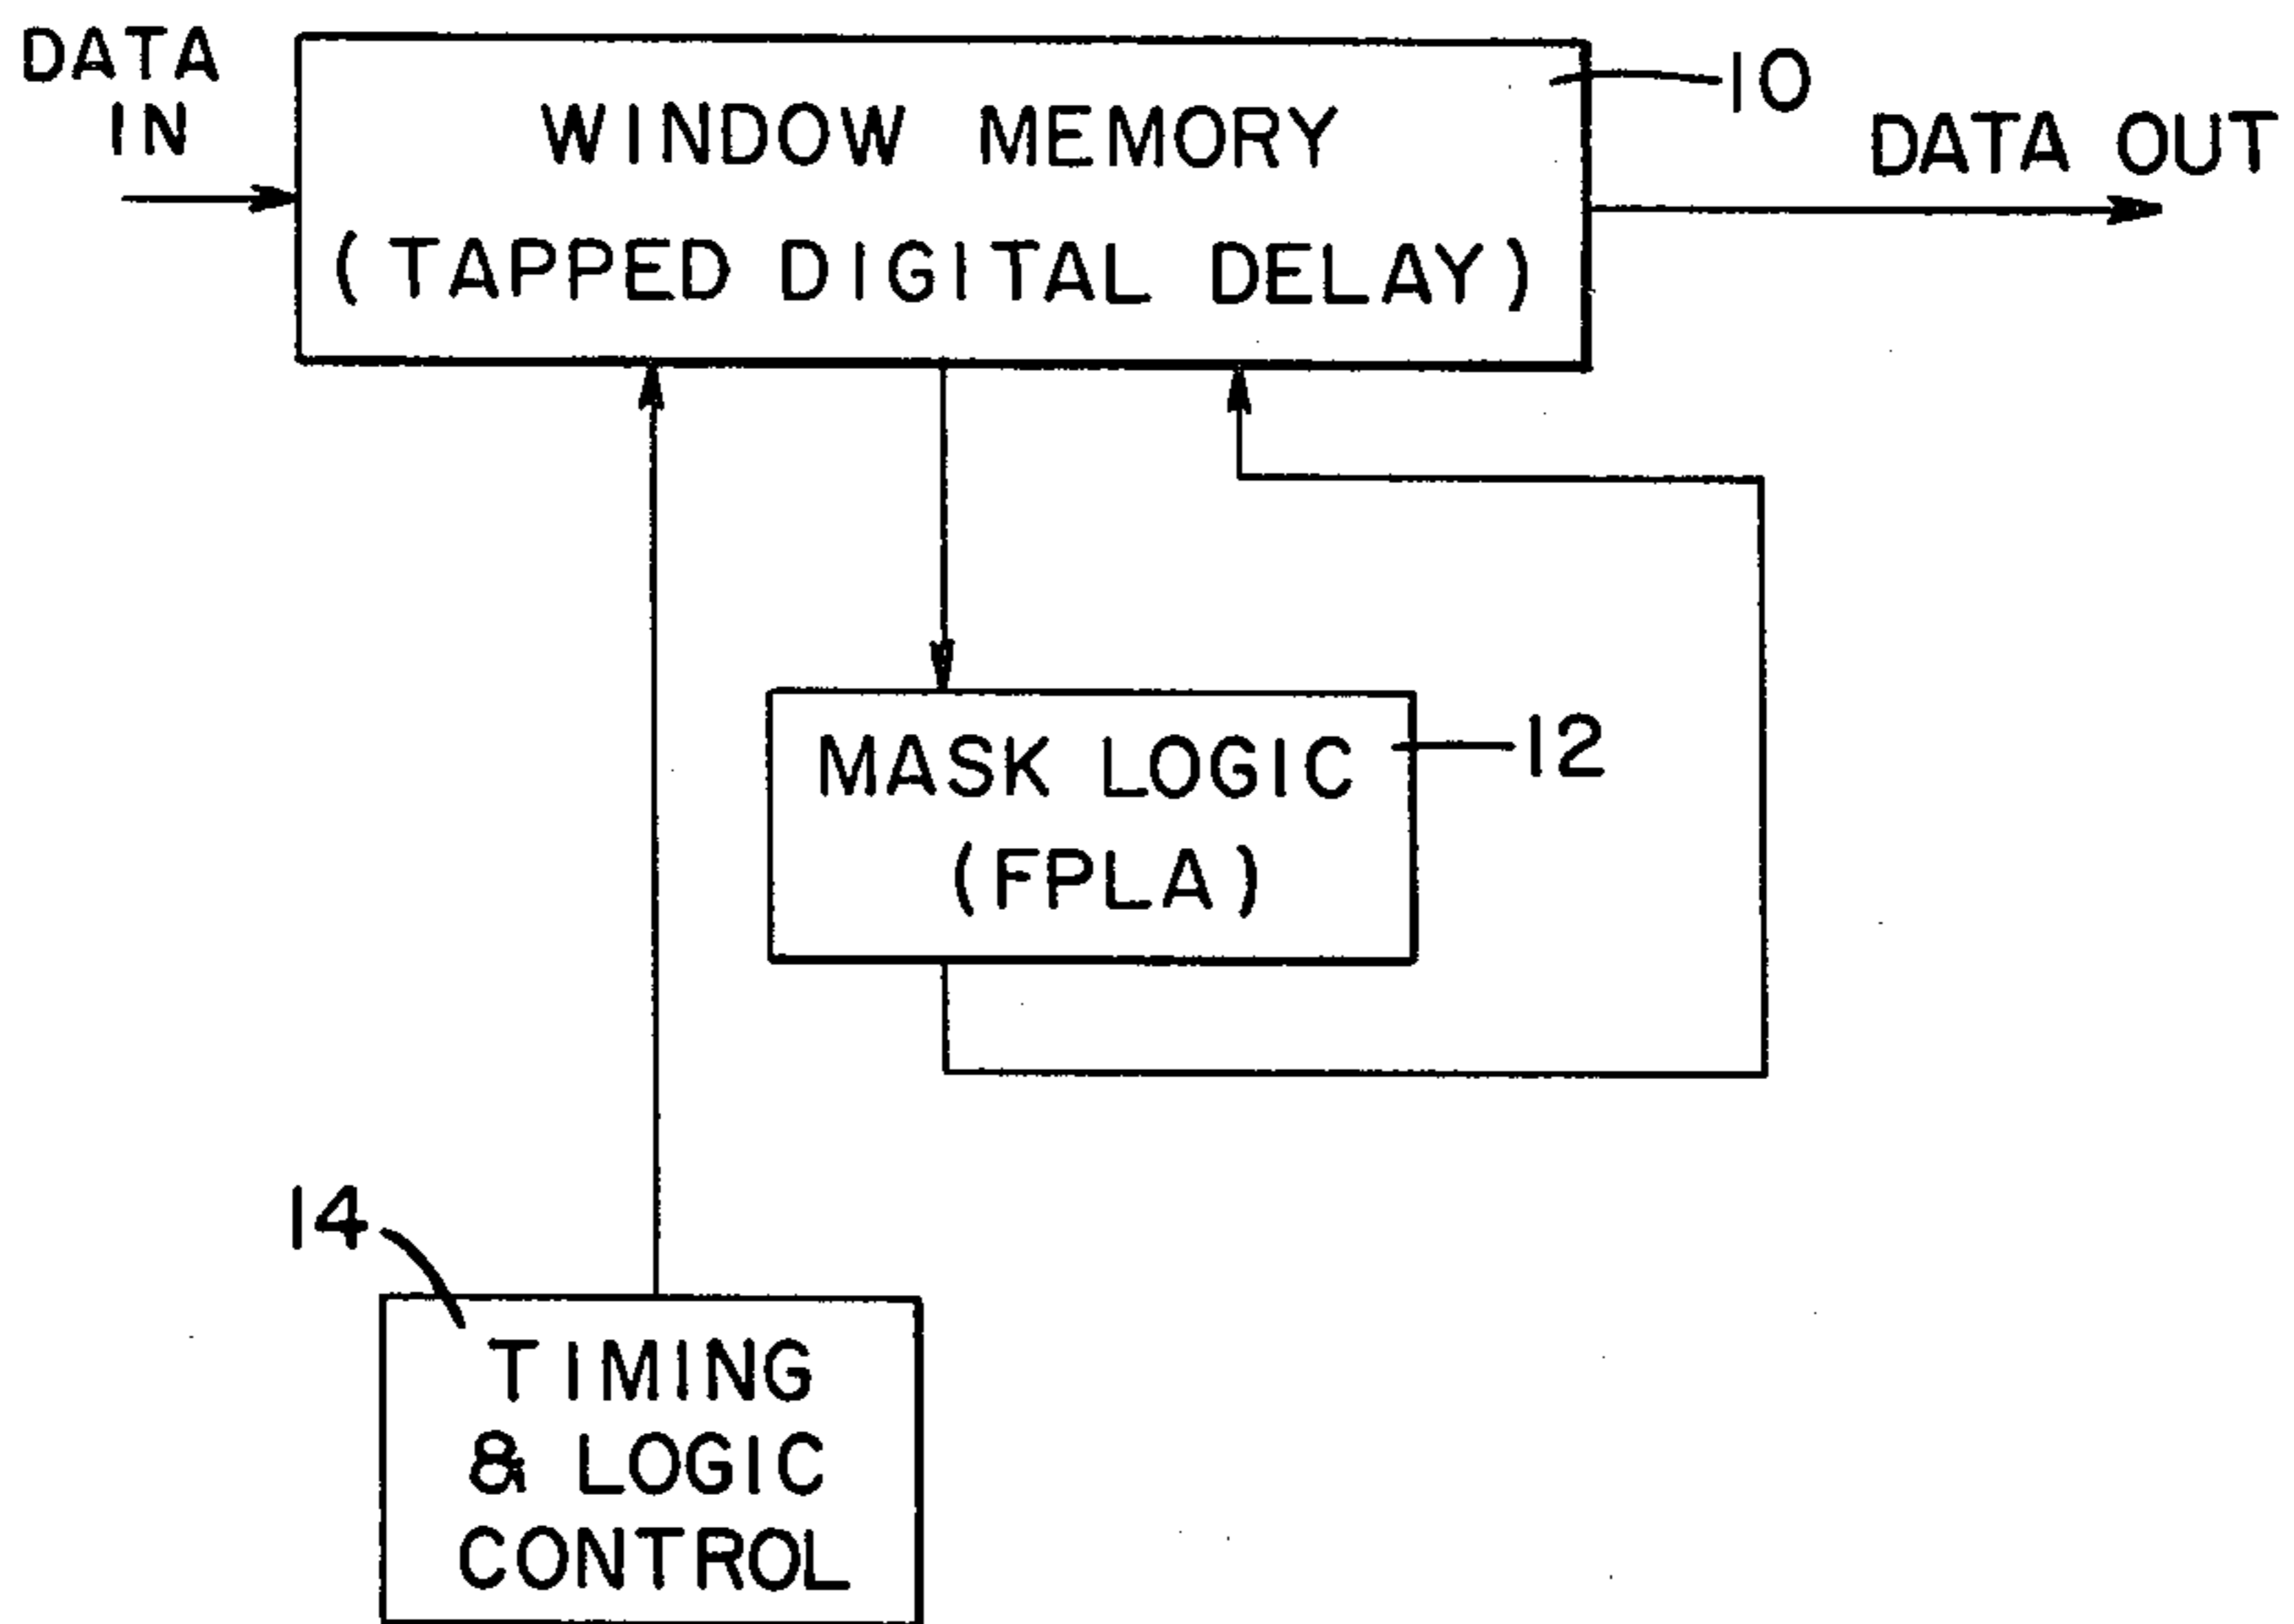 DATA
IN
WINDOW MEMORY
(TAPPED DIGITAL DELAY)
10
DATA OUT
MASK LOGIC
(FPLA)
12
14
TIMING
& LOGIC
CONTROL